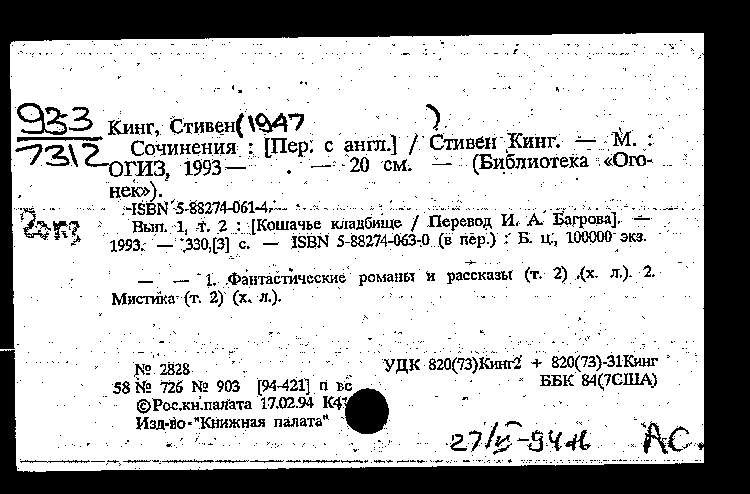 933
7312
Кинг, Стивен (1947 )
Сочинения : [Пер. с англ.] / Стивен Кинг. — М. :
ОГИЗ, 1993— . — 20 см. — (Библиотека «Ого-
нек»).
ISBN 5-88274-061-4.
Вып. 1, т. 2 : [Кошачье кладбище / Перевод И. А. Багрова]. —
1993. — 330,[3] с. — ISBN 5-88274-063-0 (в пер.) : Б. ц., 100000 экз.
— — 1. Фантастические романы и рассказы (т. 2) (х. л.). 2.
Мистика (т. 2) (х. л.).
№ 2828
УДК 820(73)Кинг2 + 820(73)-31Кинг
58 № 726 № 903 [94-421] п вс
ББК 84(7США)
©Рос.кн.палата 17.02.94
Изд-во "Книжная палата"
АС.